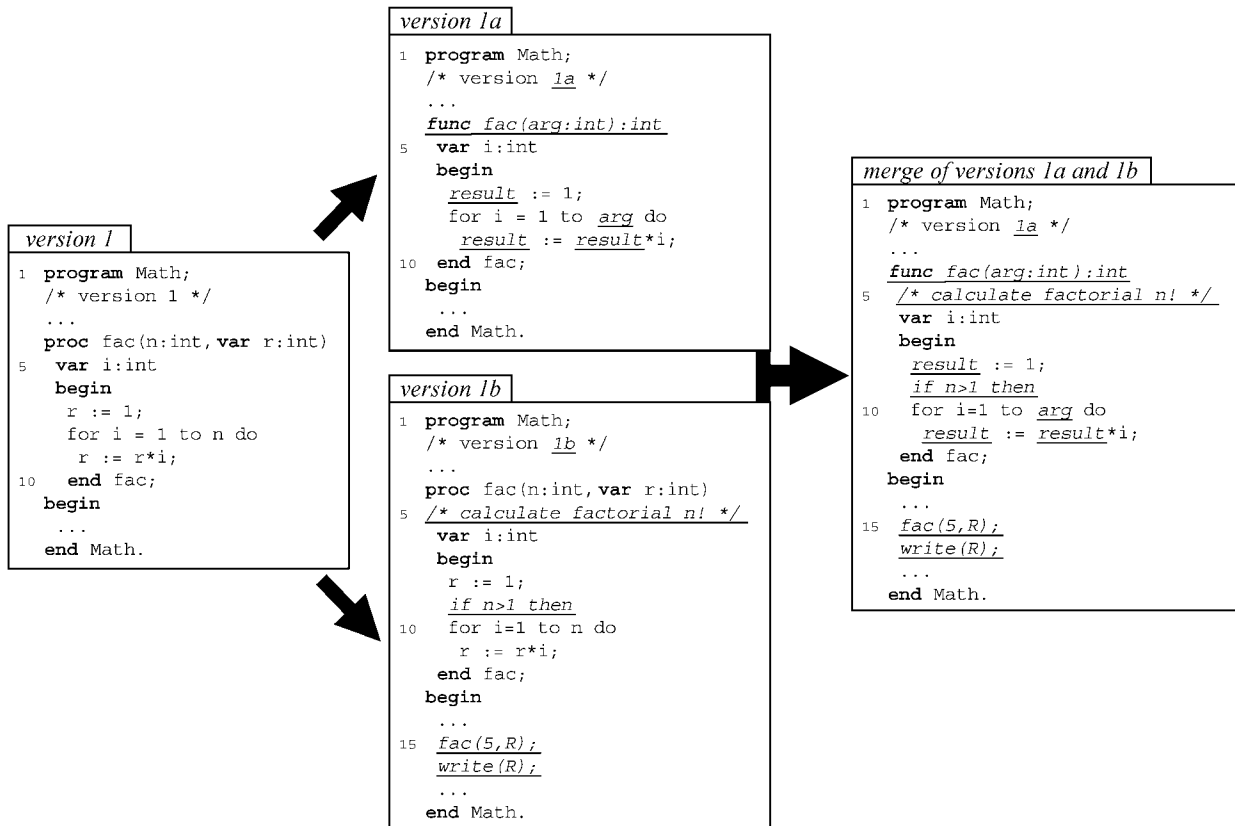 version 1
1 program Math;
/* version 1 */
...
proc fac(n:int,var r:int)
5 var i:int
begin
r := 1;
for i = 1 to n do
r := r*i;
10 end fac;
begin
...
end Math.
version 1a
1 program Math;
/* version 1a */
...
func fac(arg:int):int
5 var i:int
begin
result := 1;
for i = 1 to arg do
result := result*i;
10 end fac;
begin
...
end Math.
version 1b
1 program Math;
/* version 1b */
...
proc fac(n:int,var r:int)
5 /* calculate factorial n! */
var i:int
begin
r := 1;
if n>1 then
10 for i=1 to n do
r := r*i;
end fac;
begin
...
15 fac(5,R);
write(R);
...
end Math.
merge of versions 1a and 1b
1 program Math;
/* version 1a */
...
func fac(arg:int):int
5 /* calculate factorial n! */
var i:int
begin
result := 1;
if n>1 then
10 for i=1 to arg do
result := result*i;
end fac;
begin
...
15 fac(5,R);
write(R);
...
end Math.